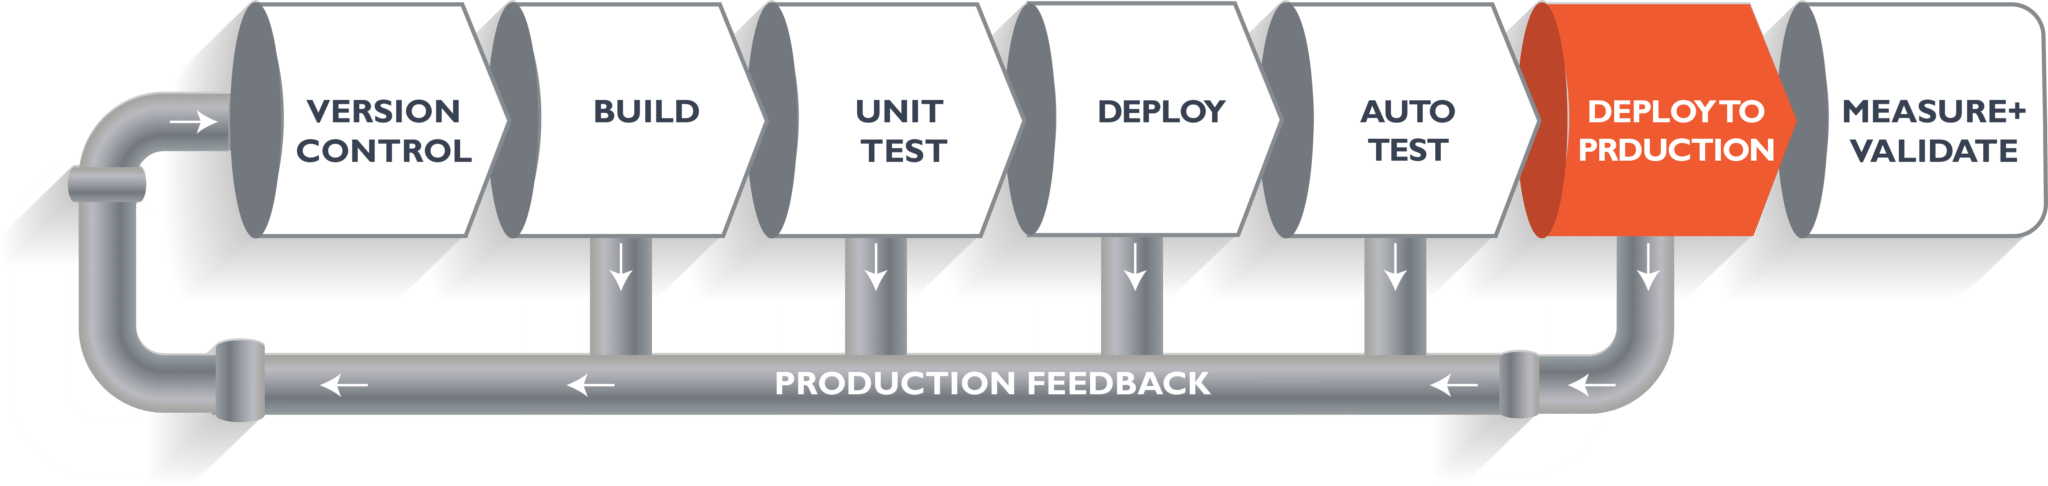 VERSION
CONTROL
BUILD
UNIT
TEST
DEPLOY
AUTO
TEST
DEPLOY TO
PRDUCTION
MEASURE+
VALIDATE
PRODUCTION FEEDBACK